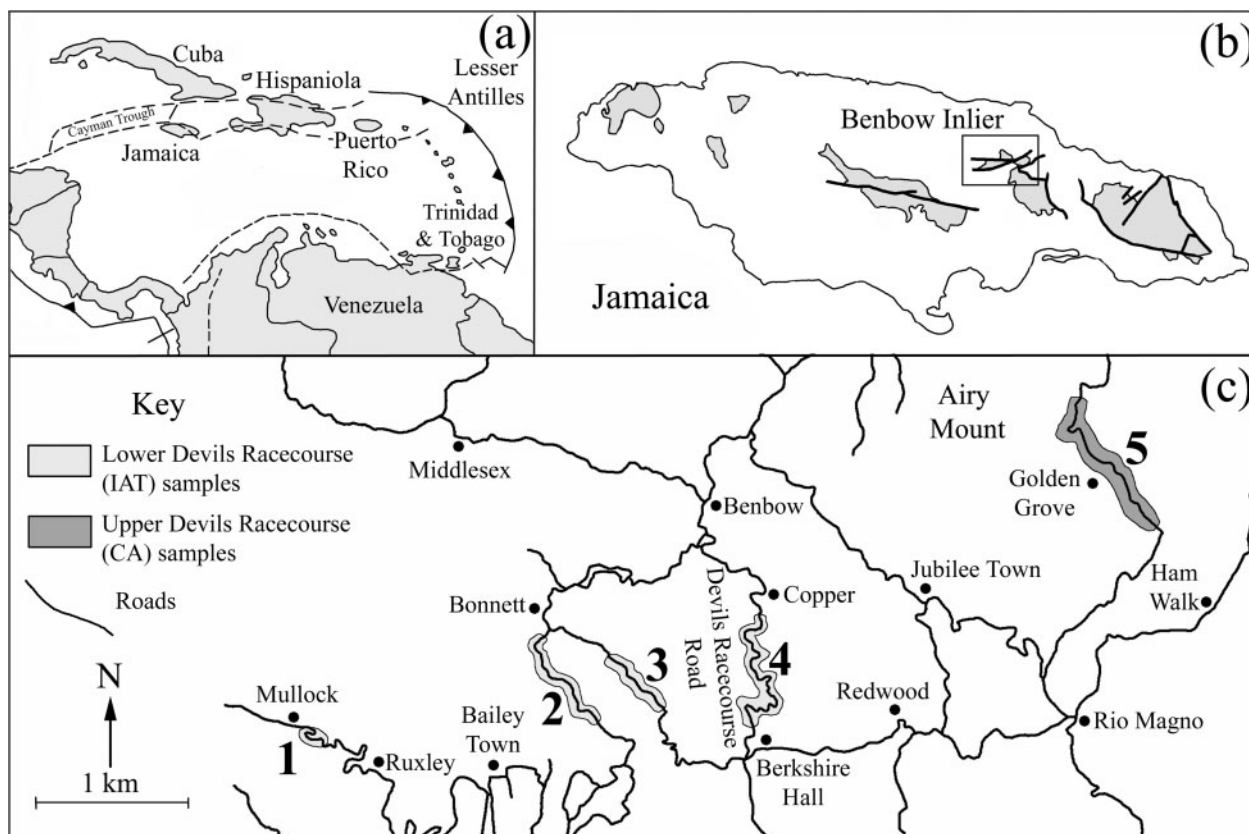 (a)
Cuba
Hispaniola
Lesser
Antilles
Cayman Trough
Jamaica
Puerto
Rico
Trinidad
& Tobago
Venezuela
(b)
Benbow Inlier
Jamaica
(c)
Key
Lower Devils Racecourse
(IAT) samples
Upper Devils Racecourse
(CA) samples
Roads
N
1 km
Middlesex
Benbow
Airy
Mount
5
Golden
Grove
Bonnett
Copper
Jubilee Town
Ham
Walk
Devils Racecourse
Road
2
3
4
Mullock
1
Ruxley
Bailey
Town
Redwood
Rio Magno
Berkshire
Hall